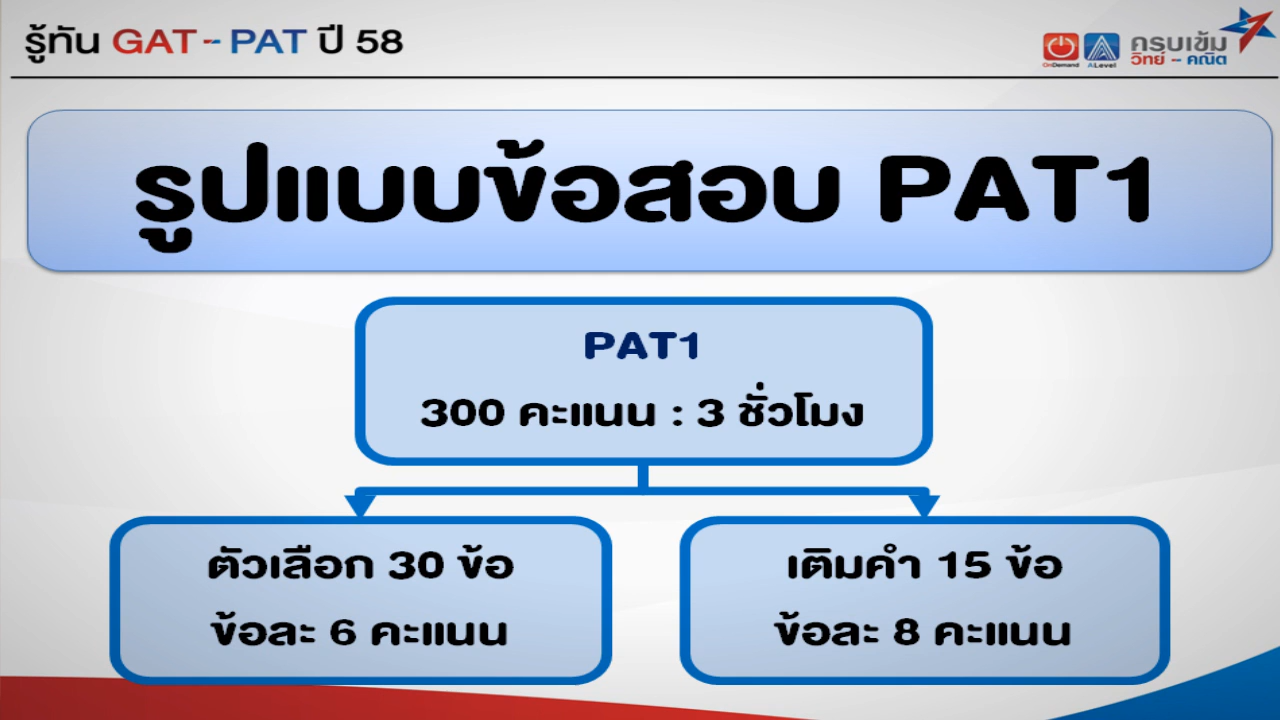 รู้ทัน GAT - PAT ปี 58
OnDemand
A Level
ครบเข้ม
วิทย์ - คณิต
รูปแบบข้อสอบ PAT1
PAT1
300 คะแนน : 3 ชั่วโมง
ตัวเลือก 30 ข้อ
ข้อละ 6 คะแนน
เติมคำ 15 ข้อ
ข้อละ 8 คะแนน